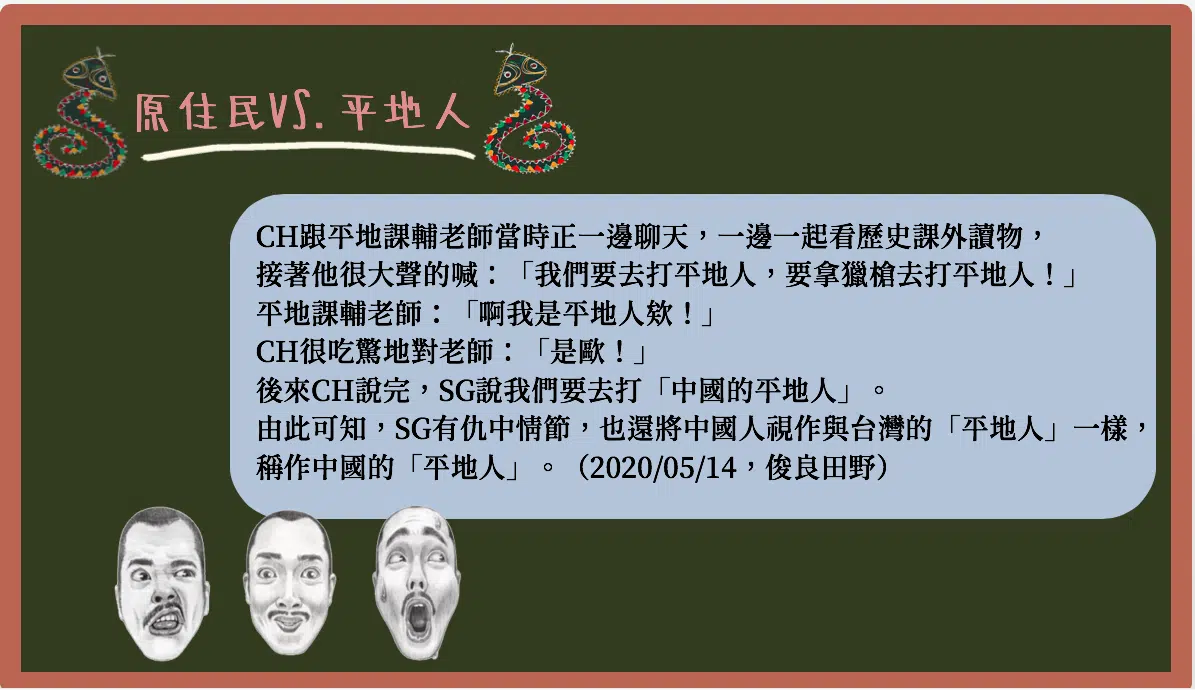 原住民VS.平地人
CH跟平地課輔老師當時正一邊聊天，一邊一起看歷史課外讀物，
接著他很大聲的喊：「我們要去打平地人，要拿獵槍去打平地人！」
平地課輔老師：「啊我是平地人欸！」
CH很吃驚地對老師：「是歐！」
後來CH說完，SG說我們要去打「中國的平地人」。
由此可知，SG有仇中情節，也還將中國人視作與台灣的「平地人」一樣，
稱作中國的「平地人」。（2020/05/14，俊良田野）